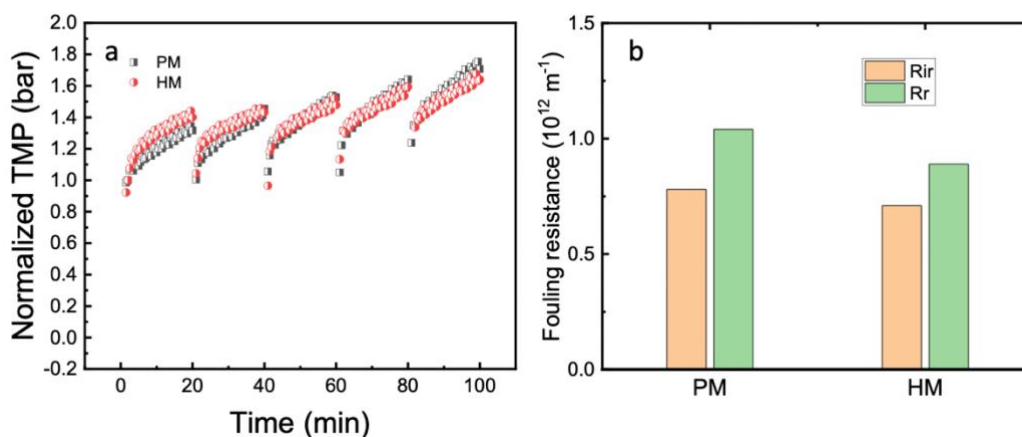 a
PM
HM
Normalized TMP (bar)
2.0
1.8
1.6
1.4
1.2
1.0
0.8
0.6
0.4
0.2
0.0
-0.2
0 20 40 60 80 100
Time (min)
b
Rir
Rr
Fouling resistance (10¹² m⁻¹)
1.5
1.0
0.5
0.0
PM HM